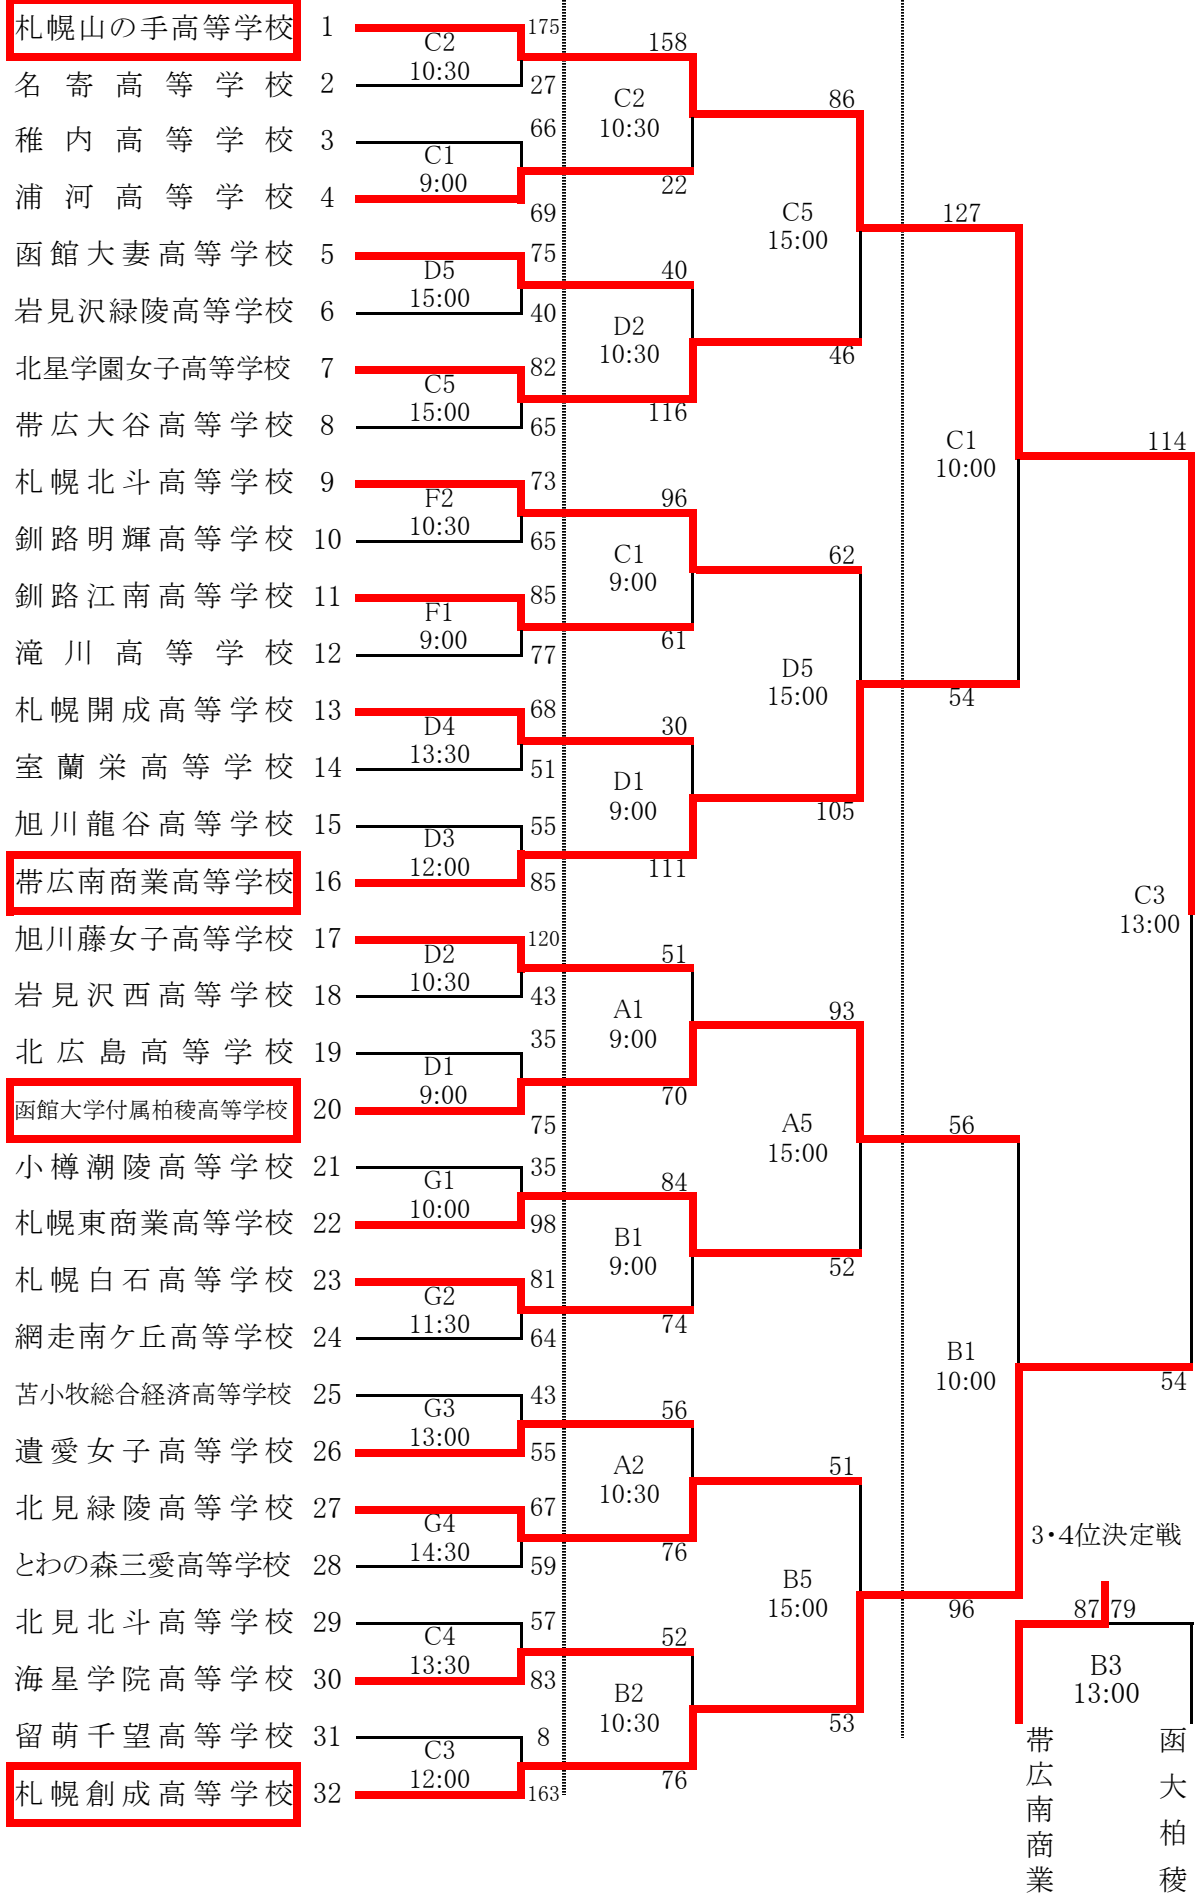 札幌山の手高等学校 1
名寄高等学校 2
稚内高等学校 3
浦河高等学校 4
函館大妻高等学校 5
岩見沢緑陵高等学校 6
北星学園女子高等学校 7
帯広大谷高等学校 8
札幌北斗高等学校 9
釧路明輝高等学校 10
釧路江南高等学校 11
滝川高等学校 12
札幌開成高等学校 13
室蘭栄高等学校 14
旭川龍谷高等学校 15
帯広南商業高等学校 16
旭川藤女子高等学校 17
岩見沢西高等学校 18
北広島高等学校 19
函館大学付属柏稜高等学校 20
小樽潮陵高等学校 21
札幌東商業高等学校 22
札幌白石高等学校 23
網走南ケ丘高等学校 24
苫小牧総合経済高等学校 25
遺愛女子高等学校 26
北見緑陵高等学校 27
とわの森三愛高等学校 28
北見北斗高等学校 29
海星学院高等学校 30
留萌千望高等学校 31
札幌創成高等学校 32
175
C2
10:30
27
66
C1
9:00
69
75
D5
15:00
40
82
C5
15:00
65
73
F2
10:30
65
85
F1
9:00
77
68
D4
13:30
51
55
D3
12:00
85
120
D2
10:30
43
35
D1
9:00
75
35
G1
10:00
98
81
G2
11:30
64
43
G3
13:00
55
67
G4
14:30
59
57
C4
13:30
83
8
C3
12:00
163
158
C2
10:30
22
40
D2
10:30
116
96
C1
9:00
61
30
D1
9:00
111
51
A1
9:00
70
84
B1
9:00
74
56
A2
10:30
76
52
B2
10:30
76
86
C5
15:00
46
62
D5
15:00
105
93
A5
15:00
52
51
B5
15:00
53
127
C1
10:00
54
56
B1
10:00
96
114
C3
13:00
54
3・4位決定戦
87 79
B3
13:00
帯広南商業
函大柏稜